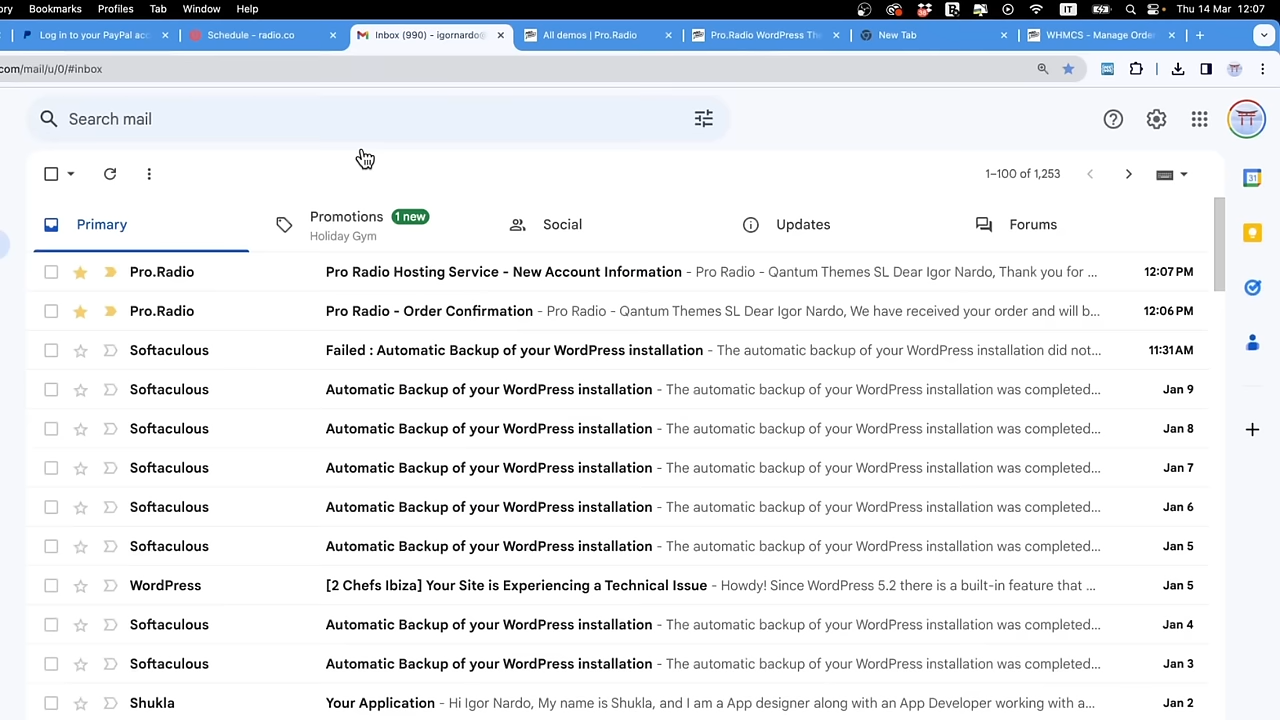 ory Bookmarks Profiles Tab Window Help IT Thu 14 Mar 12:07
Log in to your PayPal acc Schedule - radio.co Inbox (990) - igornardo@ All demos | Pro.Radio Pro.Radio WordPress The New Tab WHMCS - Manage Orde
com/mail/u/0/#inbox
Search mail
1–100 of 1,253
Primary Promotions 1 new Social Updates Forums
Holiday Gym
Pro.Radio Pro Radio Hosting Service - New Account Information - Pro Radio - Qantum Themes SL Dear Igor Nardo, Thank you for ... 12:07 PM
Pro.Radio Pro Radio - Order Confirmation - Pro Radio - Qantum Themes SL Dear Igor Nardo, We have received your order and will b... 12:06 PM
Softaculous Failed : Automatic Backup of your WordPress installation - The automatic backup of your WordPress installation did not... 11:31 AM
Softaculous Automatic Backup of your WordPress installation - The automatic backup of your WordPress installation was completed... Jan 9
Softaculous Automatic Backup of your WordPress installation - The automatic backup of your WordPress installation was completed... Jan 8
Softaculous Automatic Backup of your WordPress installation - The automatic backup of your WordPress installation was completed... Jan 7
Softaculous Automatic Backup of your WordPress installation - The automatic backup of your WordPress installation was completed... Jan 6
Softaculous Automatic Backup of your WordPress installation - The automatic backup of your WordPress installation was completed... Jan 5
WordPress [2 Chefs Ibiza] Your Site is Experiencing a Technical Issue - Howdy! Since WordPress 5.2 there is a built-in feature that ... Jan 5
Softaculous Automatic Backup of your WordPress installation - The automatic backup of your WordPress installation was completed... Jan 4
Softaculous Automatic Backup of your WordPress installation - The automatic backup of your WordPress installation was completed... Jan 3
Shukla Your Application - Hi Igor Nardo, My name is Shukla, and I am a App designer along with an App Developer working with a... Jan 2